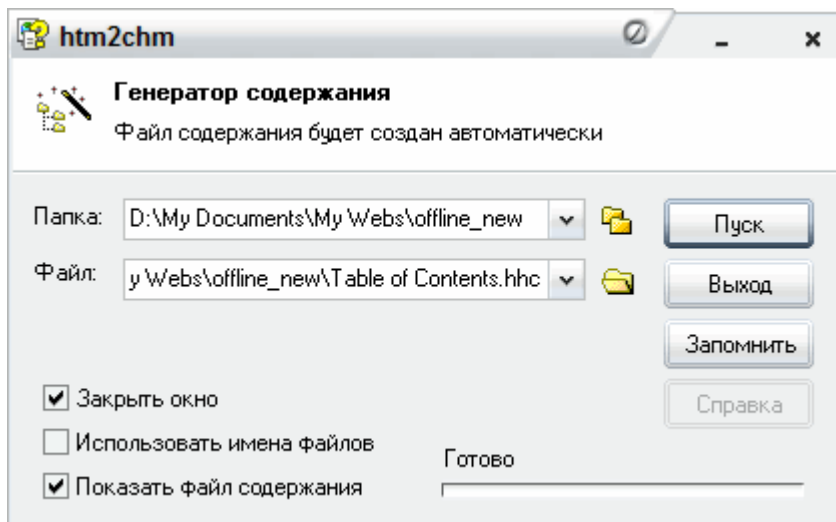 htm2chm
Генератор содержания
Файл содержания будет создан автоматически
Папка: D:\My Documents\My Webs\offline_new
Пуск
Файл: y Webs\offline_new\Table of Contents.hhc
Выход
Запомнить
Закрыть окно
Справка
Использовать имена файлов
Готово
Показать файл содержания